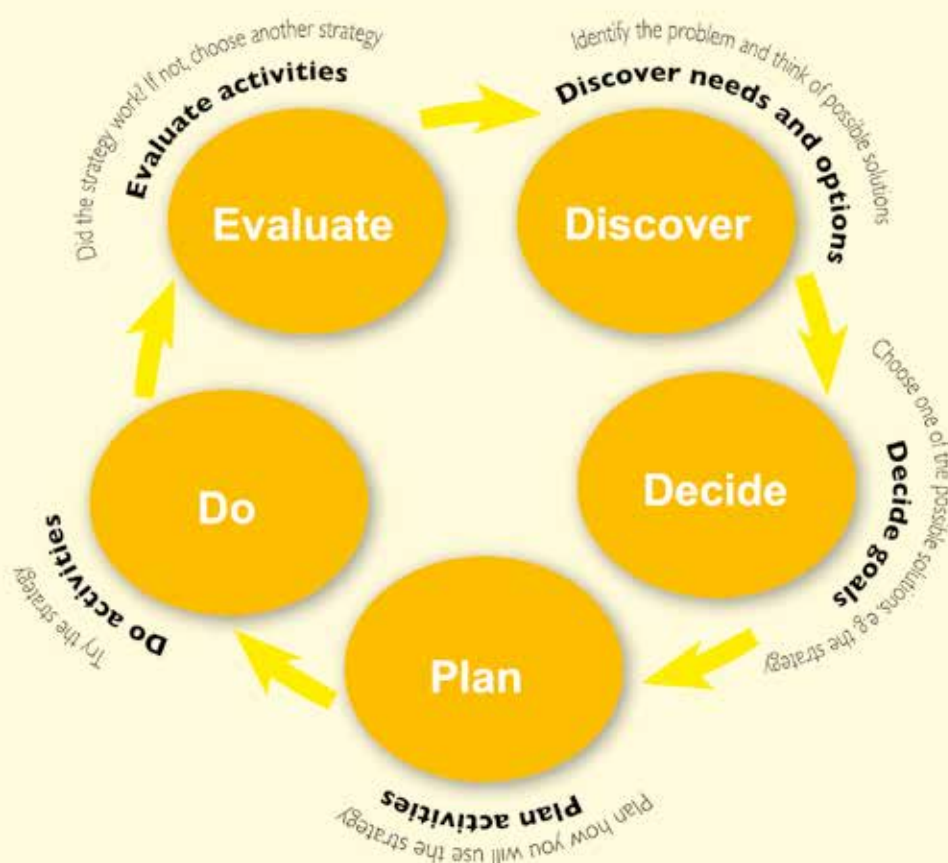 Discover
Discover needs and options
Identify the problem and think of possible solutions
Decide
Decide goals
Choose one of the possible solutions, e.g. the strategy
Plan
Plan activities
Plan how you will use the strategy
Do
Do activities
Try the strategy
Evaluate
Evaluate activities
Did the strategy work? If not, choose another strategy